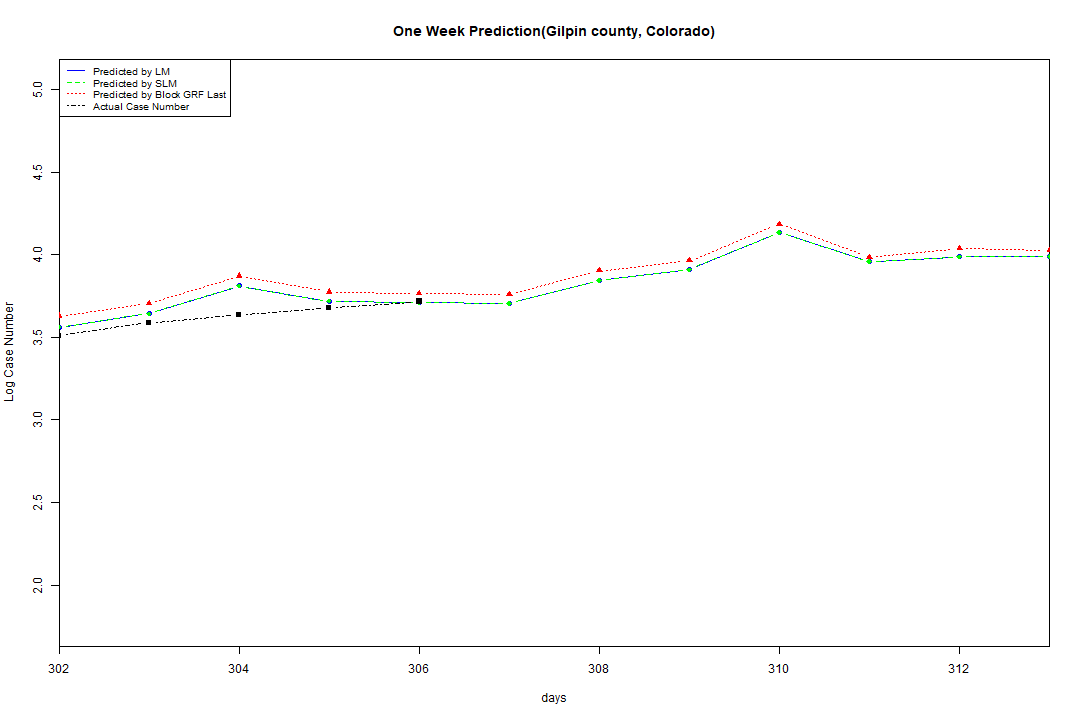 One Week Prediction(Gilpin county, Colorado)
Predicted by LM
Predicted by SLM
Predicted by Block GRF Last
Actual Case Number
5.0
4.5
4.0
3.5
3.0
2.5
2.0
Log Case Number
302 304 306 308 310 312
days